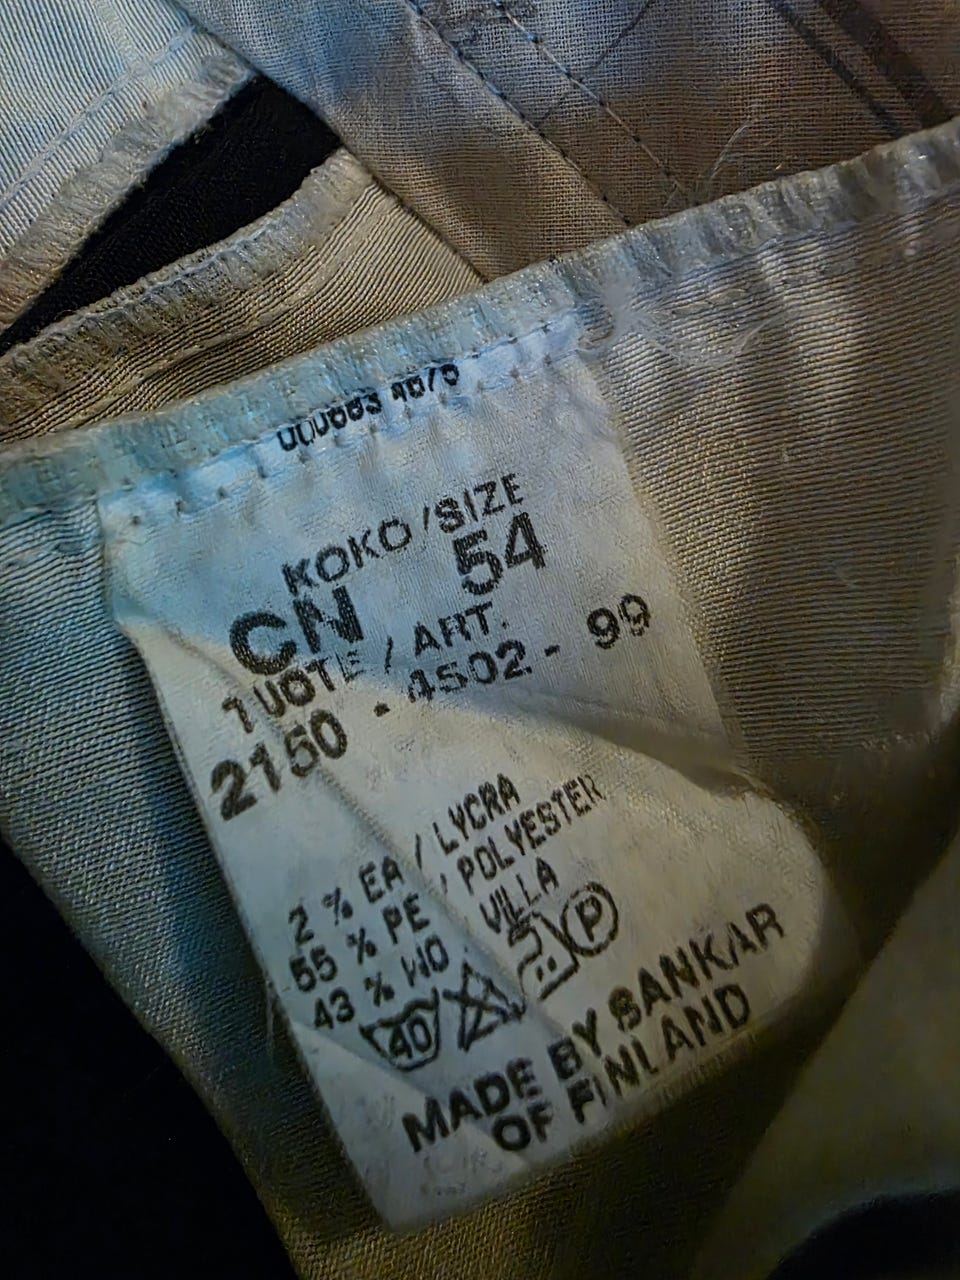 KOKO/SIZE
CN 54
TUOTE/ART.
2150 - 4502 - 99
2 % EA / LYCRA
55 % PE / POLYESTER
43 % WO VILLA
40 P
MADE BY SANKAR
OF FINLAND